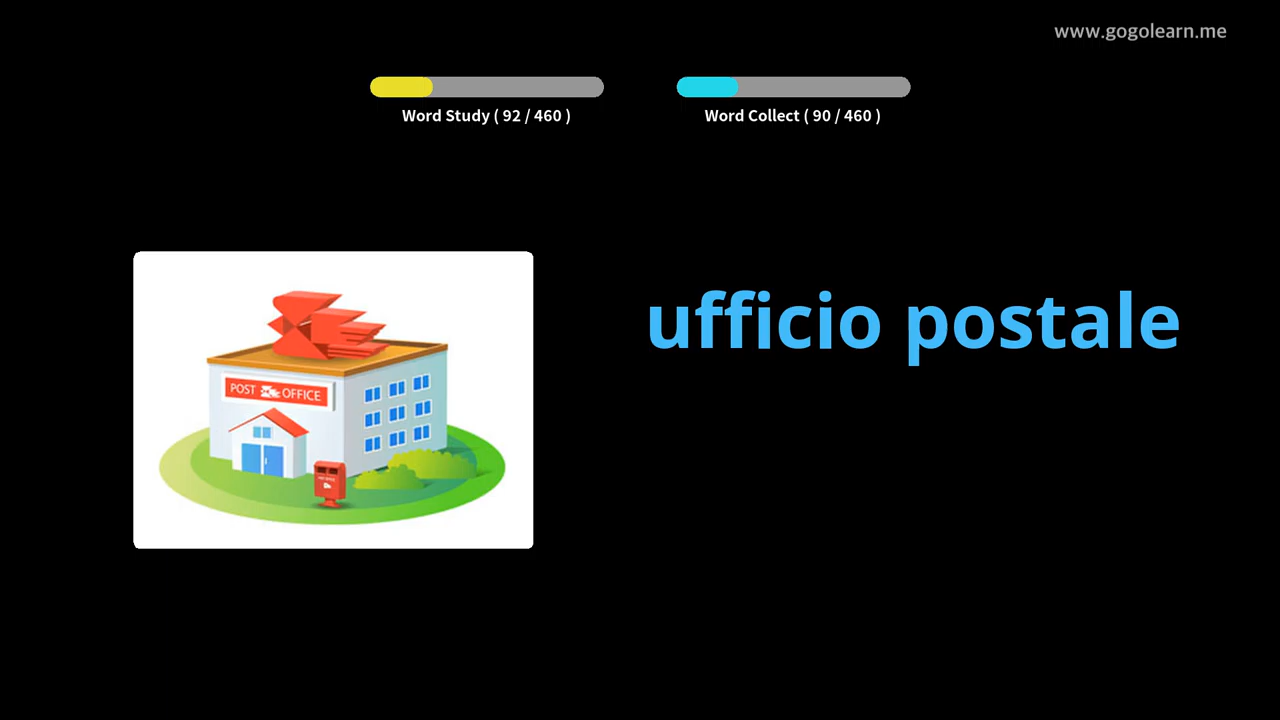 www.gogolearn.me
Word Study ( 92 / 460 )
Word Collect ( 90 / 460 )
ufficio postale
POST OFFICE